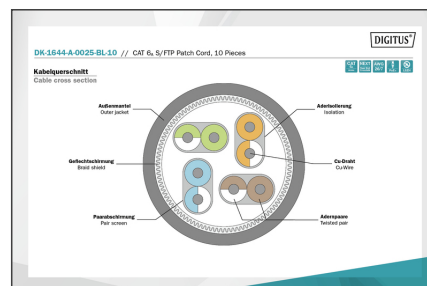 DIGITUS®
DK-1644-A-0025-BL-10 // CAT 6A S/FTP Patch Cord, 10 Pieces
Kabelquerschnitt
Cable cross section
Außenmantel
Outer jacket
Aderisolierung
Isolation
Geflechtschirmung
Braid shield
Cu-Draht
Cu-Wire
Paarabschirmung
Pair screen
Adernpaare
Twisted pair